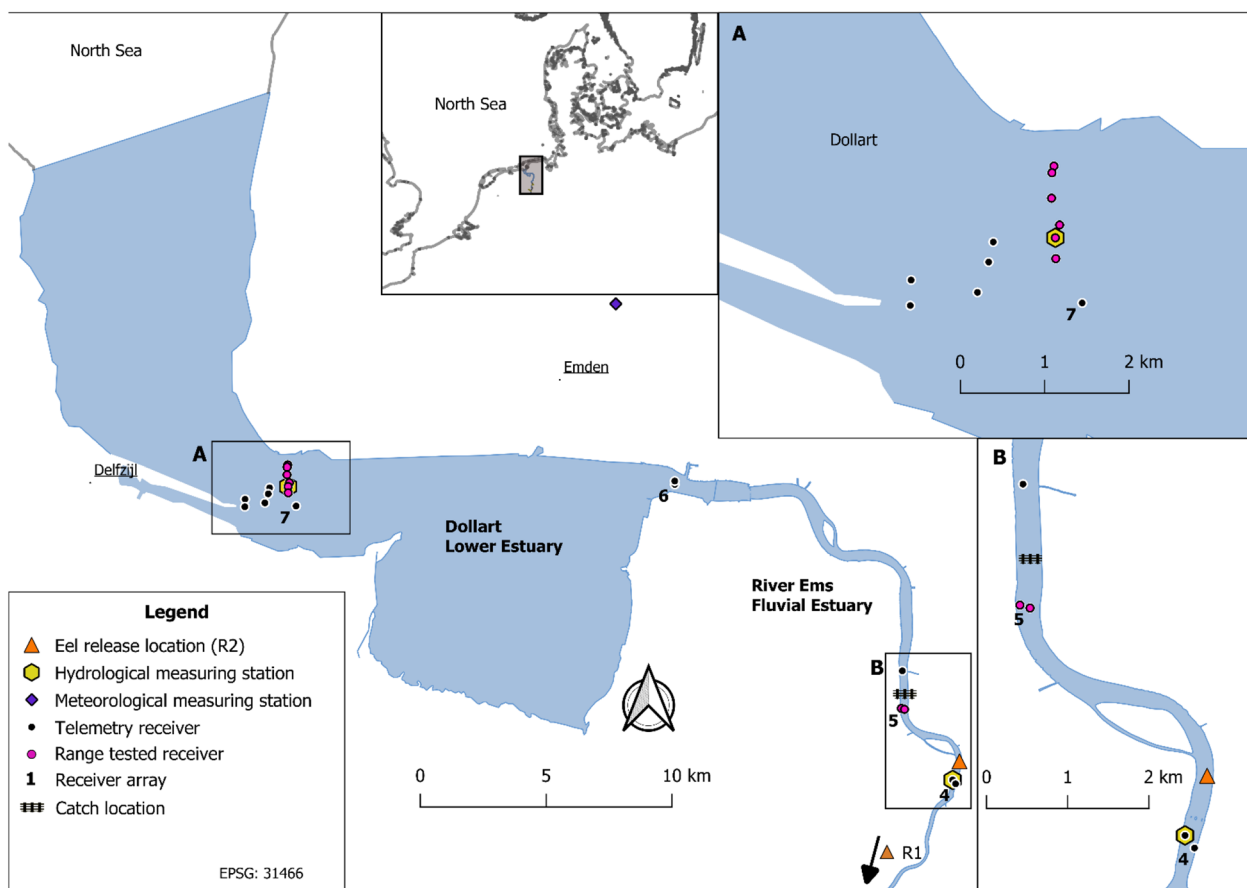 North Sea
North Sea
A
Dollart
7
0 1 2 km
Emden
A
Delfzijl
7
6
Dollart
Lower Estuary
River Ems
Fluvial Estuary
B
5
4
R1
B
5
0 1 2 km
4
0 5 10 km
Legend
Eel release location (R2)
Hydrological measuring station
Meteorological measuring station
Telemetry receiver
Range tested receiver
1 Receiver array
Catch location
EPSG: 31466